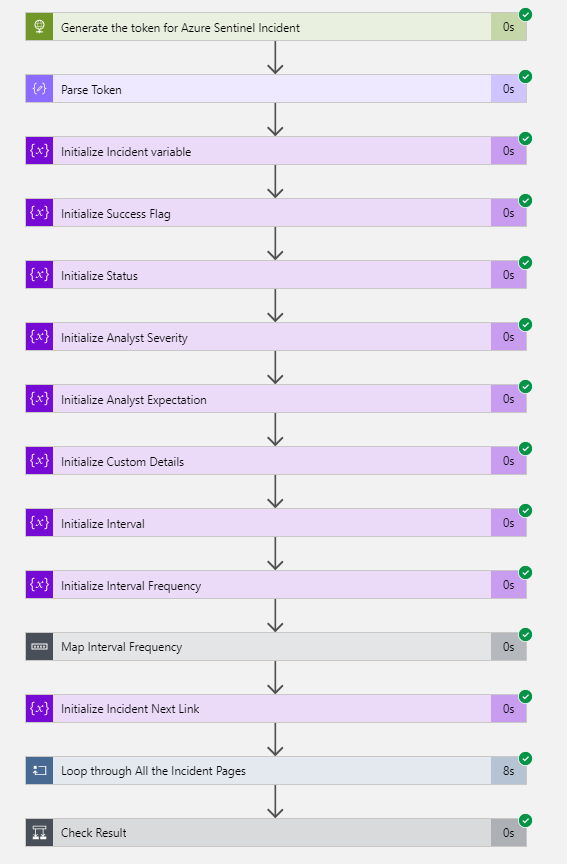 Generate the token for Azure Sentinel Incident 0s
Parse Token 0s
{x} Initialize Incident variable 0s
{x} Initialize Success Flag 0s
{x} Initialize Status 0s
{x} Initialize Analyst Severity 0s
{x} Initialize Analyst Expectation 0s
{x} Initialize Custom Details 0s
{x} Initialize Interval 0s
{x} Initialize Interval Frequency 0s
Map Interval Frequency 0s
{x} Initialize Incident Next Link 0s
Loop through All the Incident Pages 8s
Check Result 0s